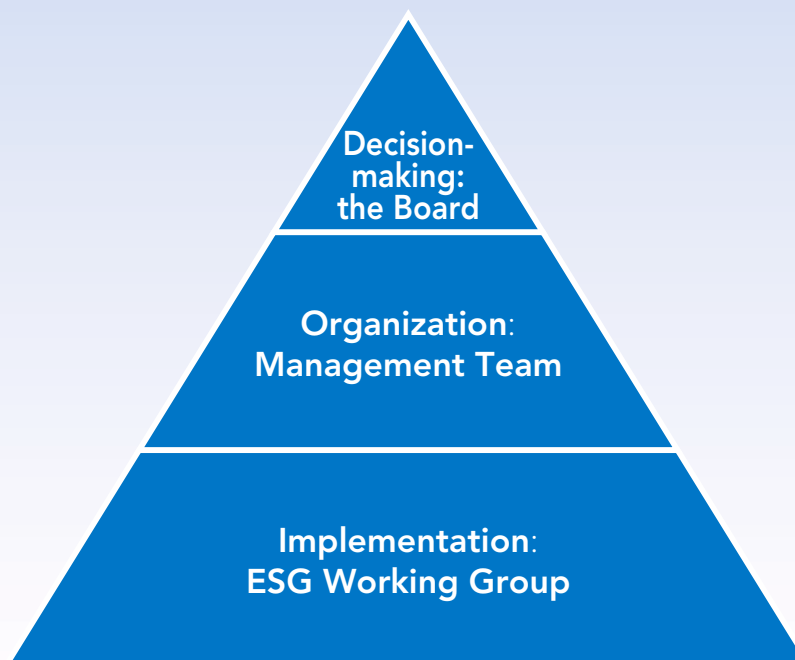 Decision-
making:
the Board
Organization:
Management Team
Implementation:
ESG Working Group